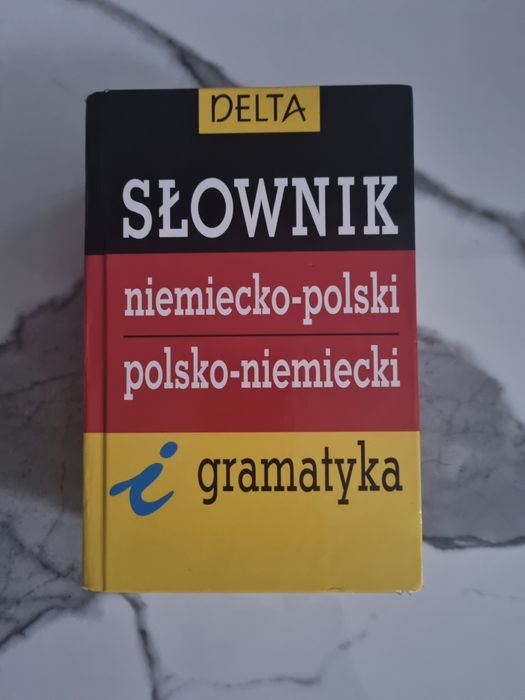 DELTA
SŁOWNIK
niemiecko-polski
polsko-niemiecki
i gramatyka